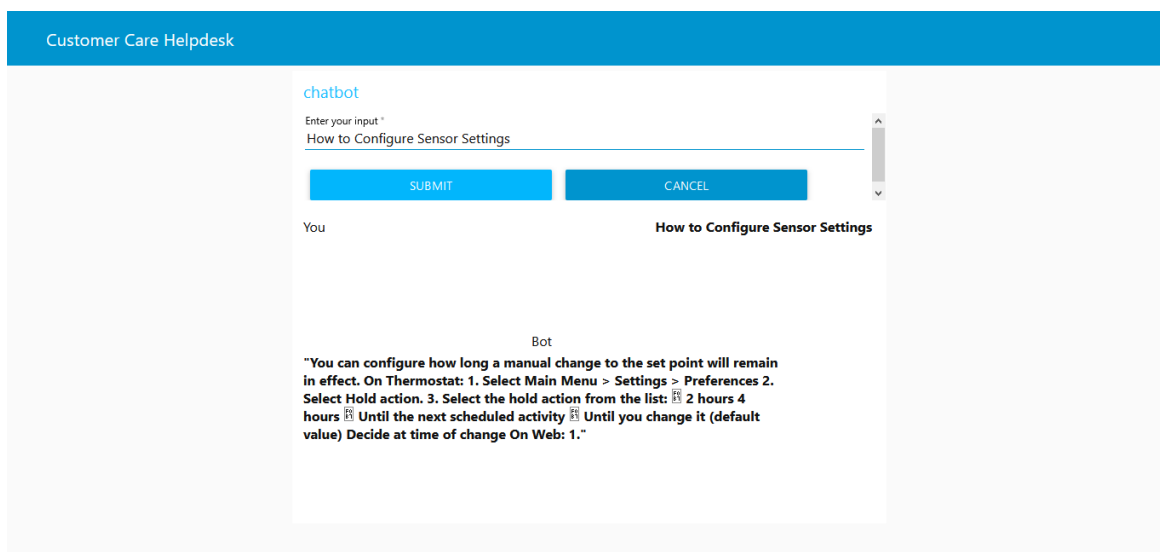 Customer Care Helpdesk
chatbot
Enter your input *
How to Configure Sensor Settings
SUBMIT CANCEL
You How to Configure Sensor Settings
Bot
"You can configure how long a manual change to the set point will remain
in effect. On Thermostat: 1. Select Main Menu > Settings > Preferences 2.
Select Hold action. 3. Select the hold action from the list:  2 hours 4
hours  Until the next scheduled activity  Until you change it (default
value) Decide at time of change On Web: 1."